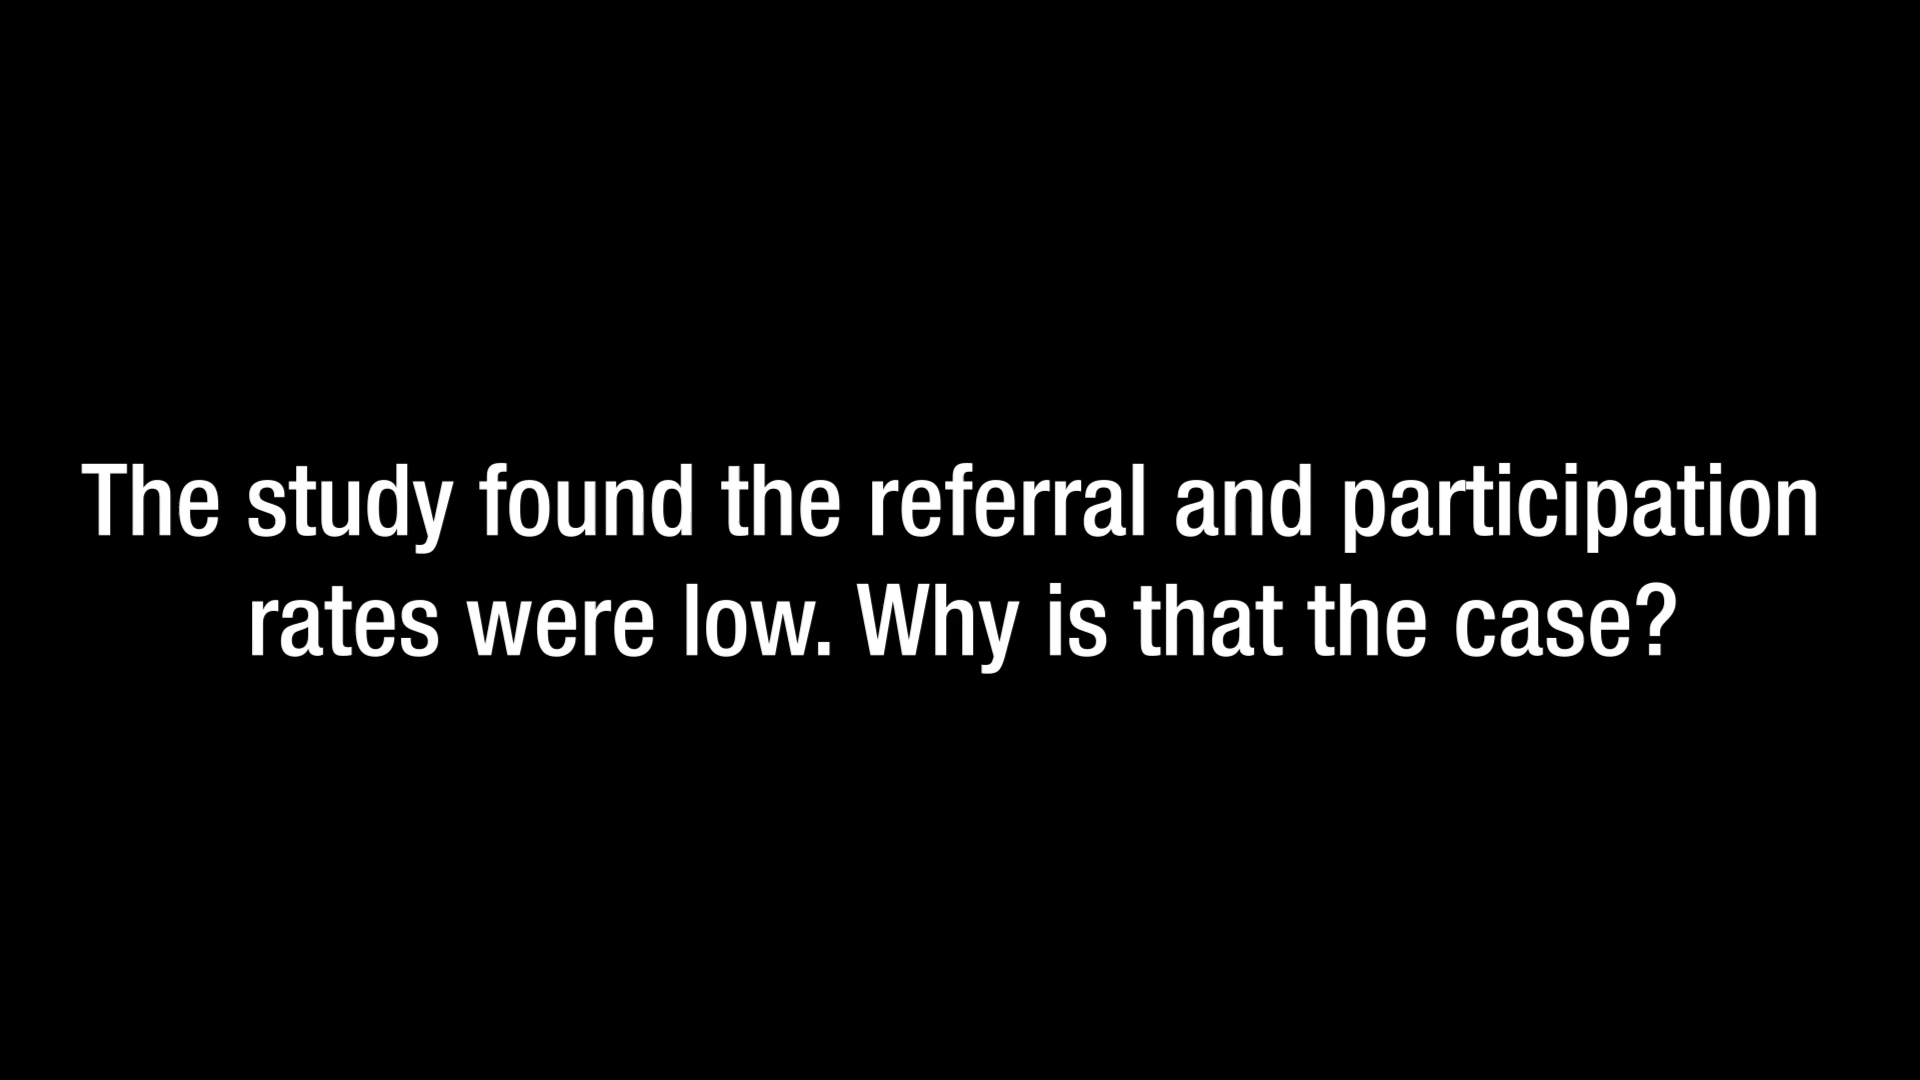 The study found the referral and participation
rates were low. Why is that the case?